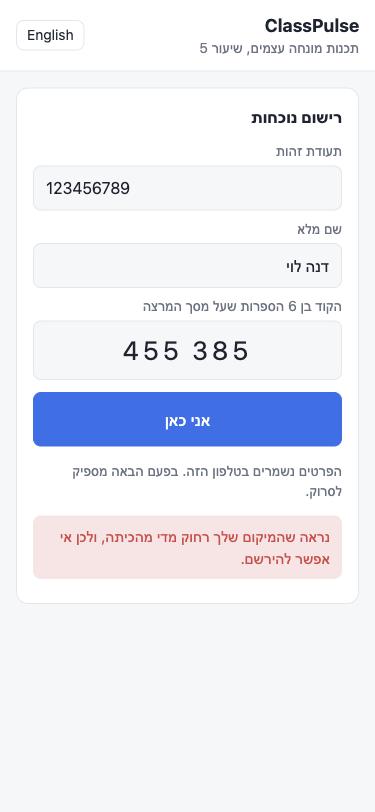 ClassPulse
תכנות מונחה עצמים, שיעור 5
English
רישום נוכחות
תעודת זהות
123456789
שם מלא
דנה לוי
הקוד בן 6 הספרות שעל מסך המרצה
455 385
אני כאן
הפרטים נשמרים בטלפון הזה. בפעם הבאה מספיק
לסרוק.
נראה שהמיקום שלך רחוק מדי מהכיתה, ולכן אי
אפשר להירשם.